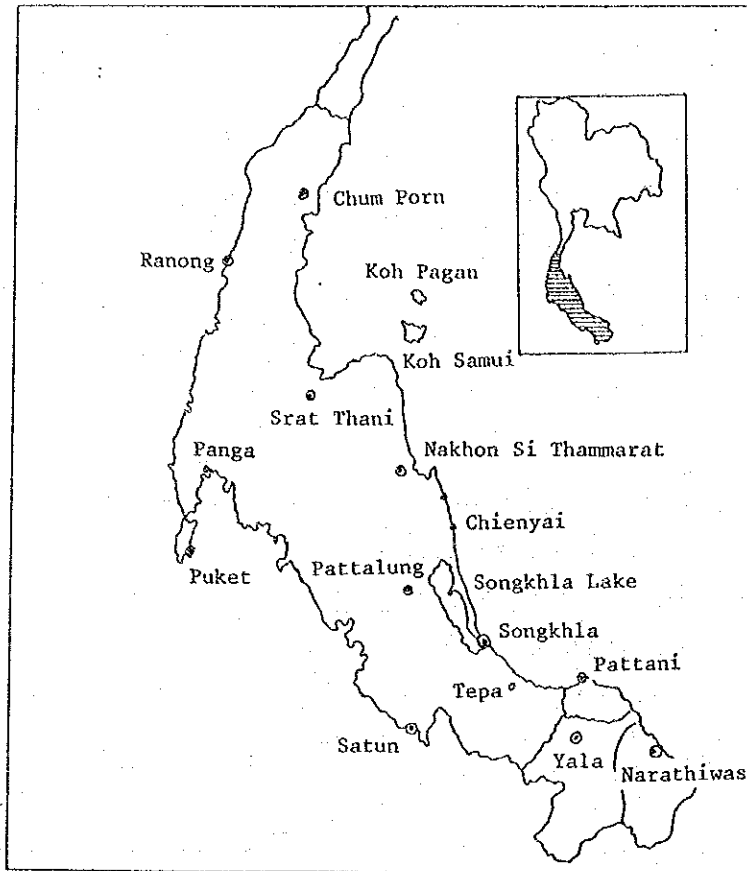 Chum Porn
Ranong
Koh Pagan
Koh Samui
Srat Thani
Panga
Nakhon Si Thammarat
Chienyai
Puket
Pattalung
Songkhla Lake
Songkhla
Pattani
Tepa
Satun
Yala
Narathiwas